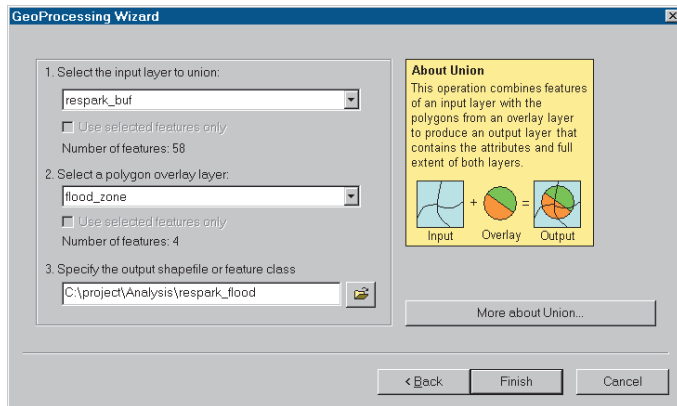 GeoProcessing Wizard
1. Select the input layer to union:
respark_buf
Use selected features only
Number of features: 58
2. Select a polygon overlay layer:
flood_zone
Use selected features only
Number of features: 4
3. Specify the output shapefile or feature class
C:\project\Analysis\respark_flood
About Union
This operation combines features
of an input layer with the
polygons from an overlay layer
to produce an output layer that
contains the attributes and full
extent of both layers.
+ =
Input Overlay Output
More about Union...
< Back Finish Cancel